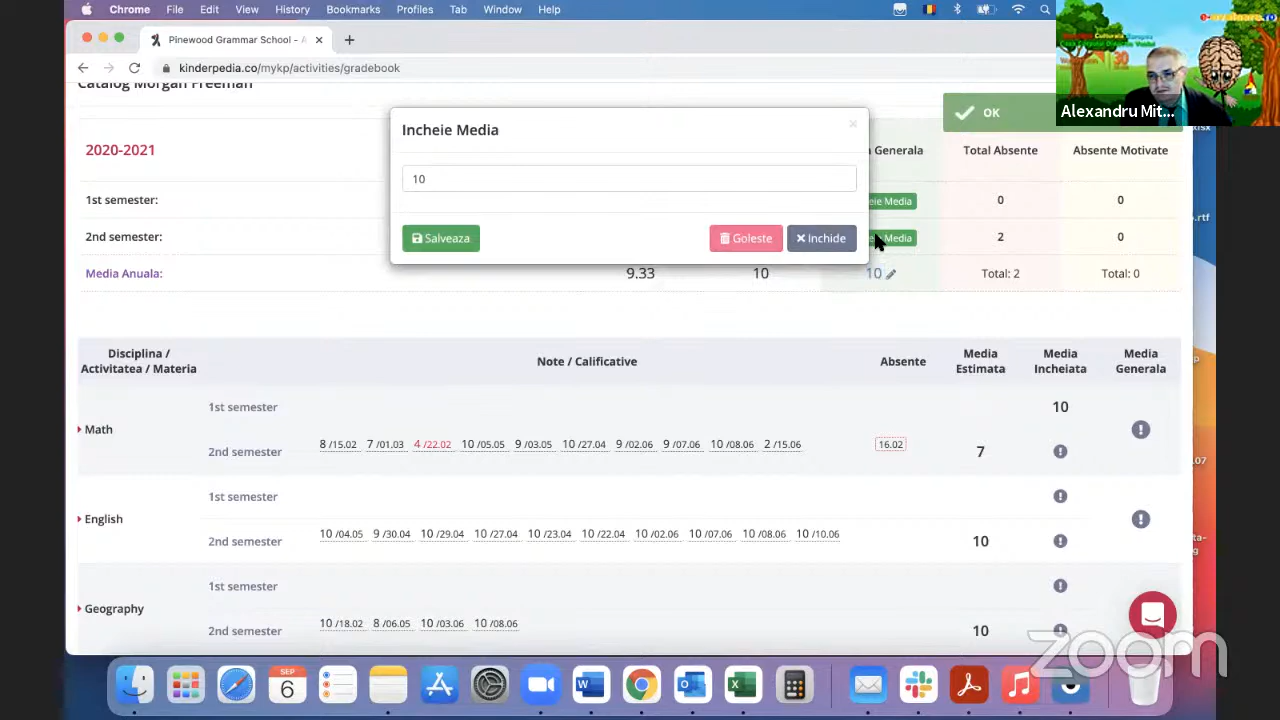 Chrome File Edit View History Bookmarks Profiles Tab Window Help
Pinewood Grammar School - A
kinderpedia.co/mykp/activities/gradebook
Catalog Morgan Freeman
Incheie Media
OK
Alexandru Mit...
2020-2021
Generala
Total Absente
Absente Motivate
10
1st semester:
eie Media
0
0
2nd semester:
Salveaza
Goleste
Inchide
Media
2
0
Media Anuala:
9.33
10
10
Total: 2
Total: 0
Disciplina /
Activitatea / Materia
Note / Calificative
Absente
Media
Estimata
Media
Incheiata
Media
Generala
Math
1st semester
10
2nd semester
8 /15.02 7 /01.03 4 /22.02 10 /05.05 9 /03.05 10 /27.04 9 /02.06 9 /07.06 10 /08.06 2 /15.06
16.02
7
English
1st semester
2nd semester
10 /04.05 9 /30.04 10 /29.04 10 /27.04 10 /23.04 10 /22.04 10 /02.06 10 /07.06 10 /08.06 10 /10.06
10
Geography
1st semester
2nd semester
10 /18.02 8 /06.05 10 /03.06 10 /08.06
10
zoom
SEP
6